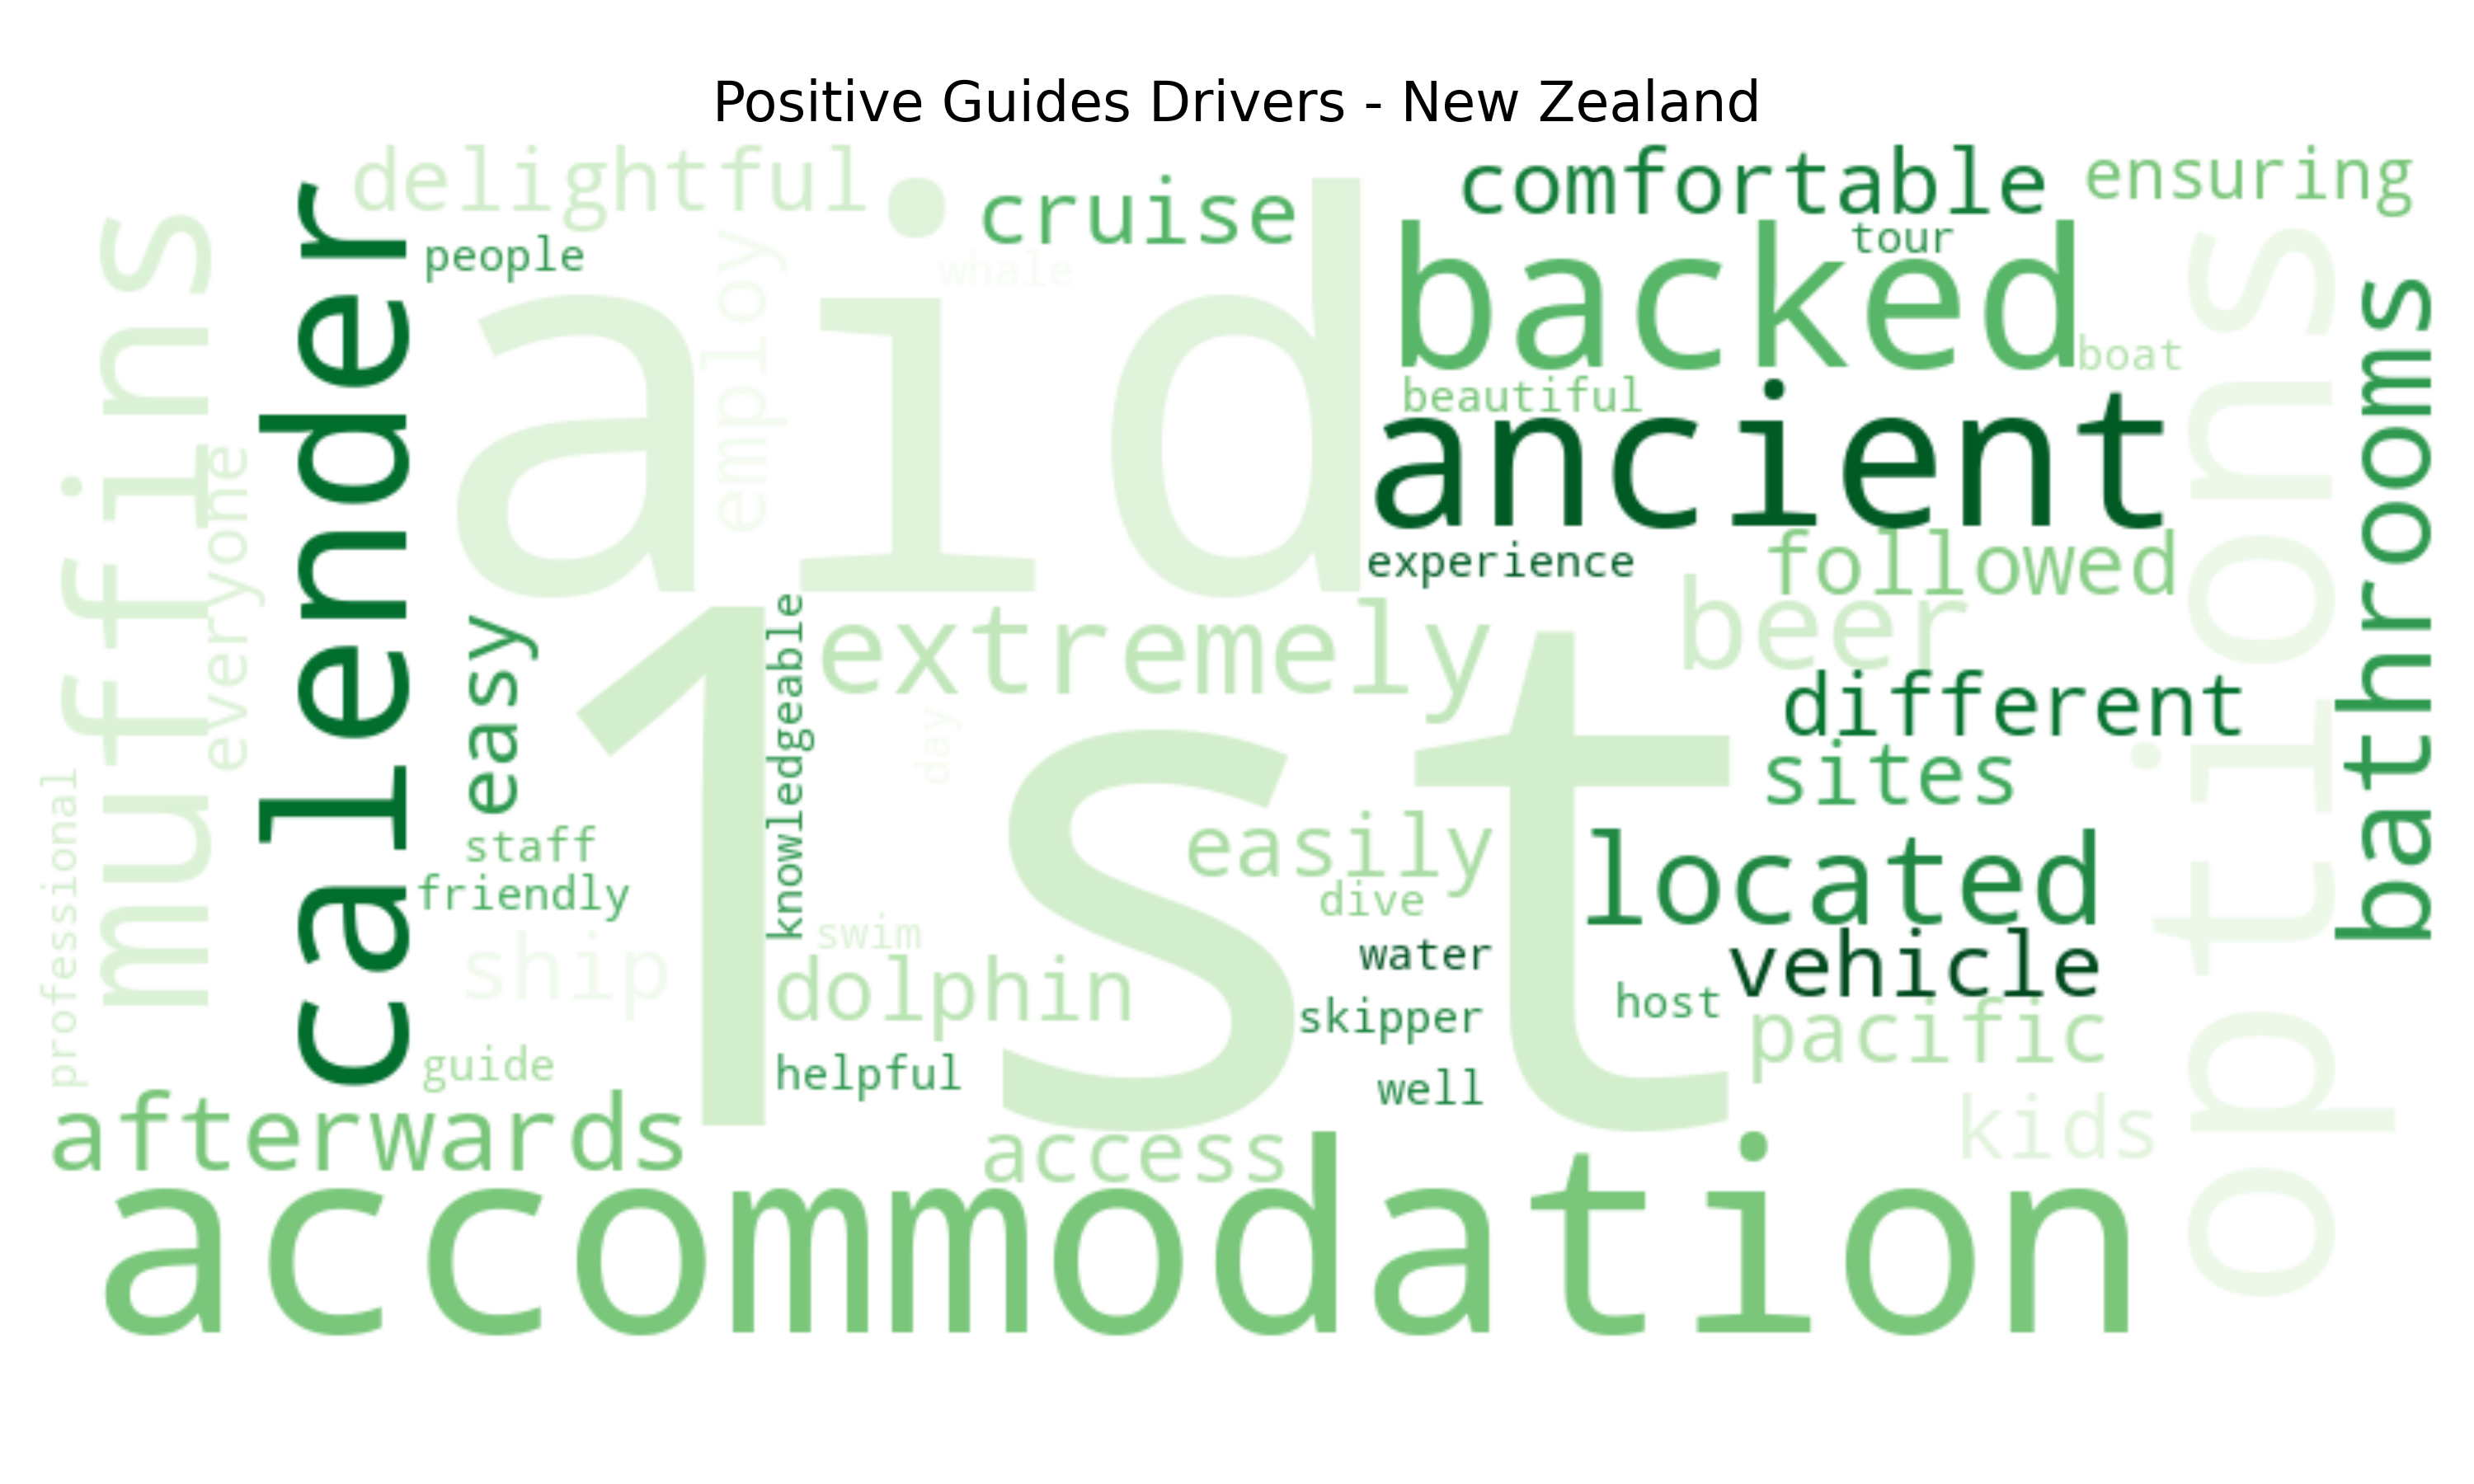 Positive Guides Drivers - New Zealand
delightful
cruise
comfortable
ensuring
people
whale
tour
backed
aid
employ
muffins
everyone
calender
boat
beautiful
ancient
options
bathrooms
experience
followed
beer
extremely
easy
knowledgeable
1st
day
different
sites
professional
staff
friendly
easily
dive
located
swim
ship
dolphin
water
vehicle
skipper
host
pacific
guide
helpful
well
afterwards
access
kids
accommodation